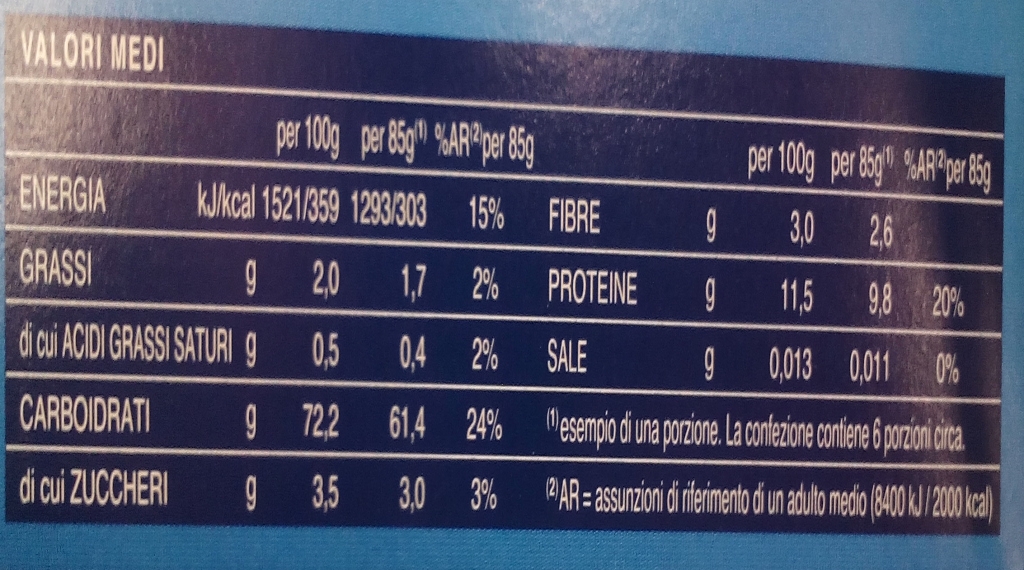 VALORI MEDI
per 100g per 85g(1) %AR(2)per 85g
ENERGIA kJ/kcal 1521/359 1293/303 15%
GRASSI g 2,0 1,7 2%
di cui ACIDI GRASSI SATURI g 0,5 0,4 2%
CARBOIDRATI g 72,2 61,4 24%
di cui ZUCCHERI g 3,5 3,0 3%
per 100g per 85g(1) %AR(2)per 85g
FIBRE g 3,0 2,6
PROTEINE g 11,5 9,8 20%
SALE g 0,013 0,011 0%
(1) esempio di una porzione. La confezione contiene 6 porzioni circa.
(2) AR = assunzioni di riferimento di un adulto medio (8400 kJ / 2000 kcal)